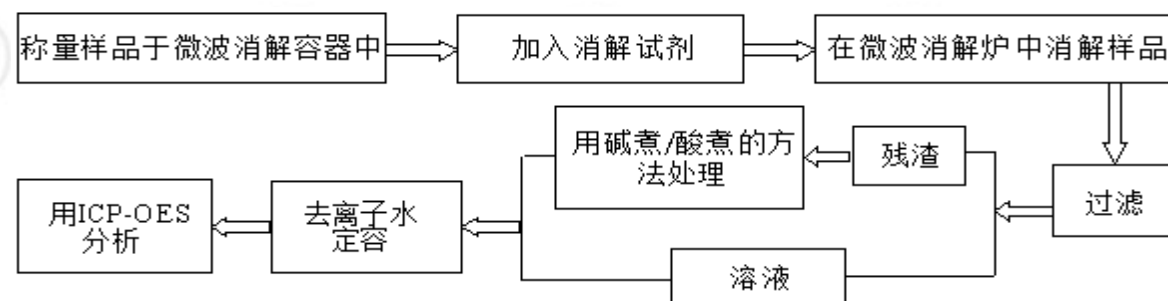 称量样品于微波消解容器中
加入消解试剂
在微波消解炉中消解样品
过滤
残渣
用碱煮/酸煮的方
法处理
溶液
去离子水
定容
用ICP-OES
分析